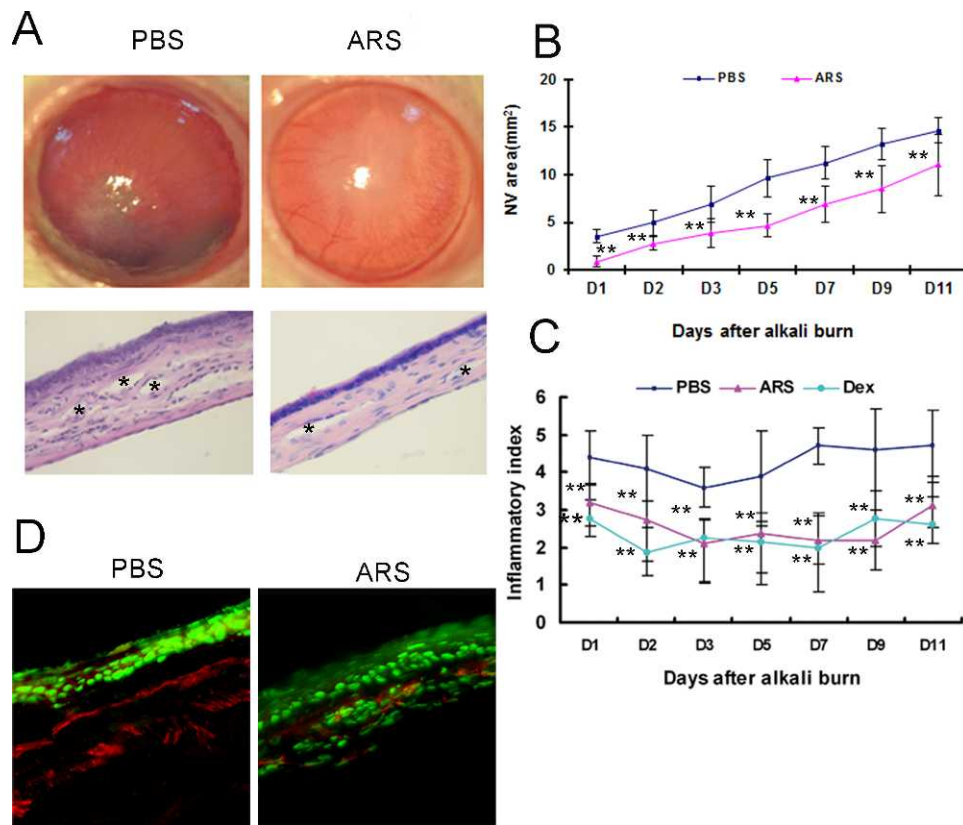 A
PBS ARS
* * *
* *
B
PBS ARS
NV area(mm²)
20
15
10
5
0
** ** ** ** ** ** **
D1 D2 D3 D5 D7 D9 D11
Days after alkali burn
C
PBS ARS Dex
Inflammatory index
6
5
4
3
2
1
0
** ** ** ** ** ** **
** ** ** ** ** ** **
D1 D2 D3 D5 D7 D9 D11
Days after alkali burn
D
PBS ARS